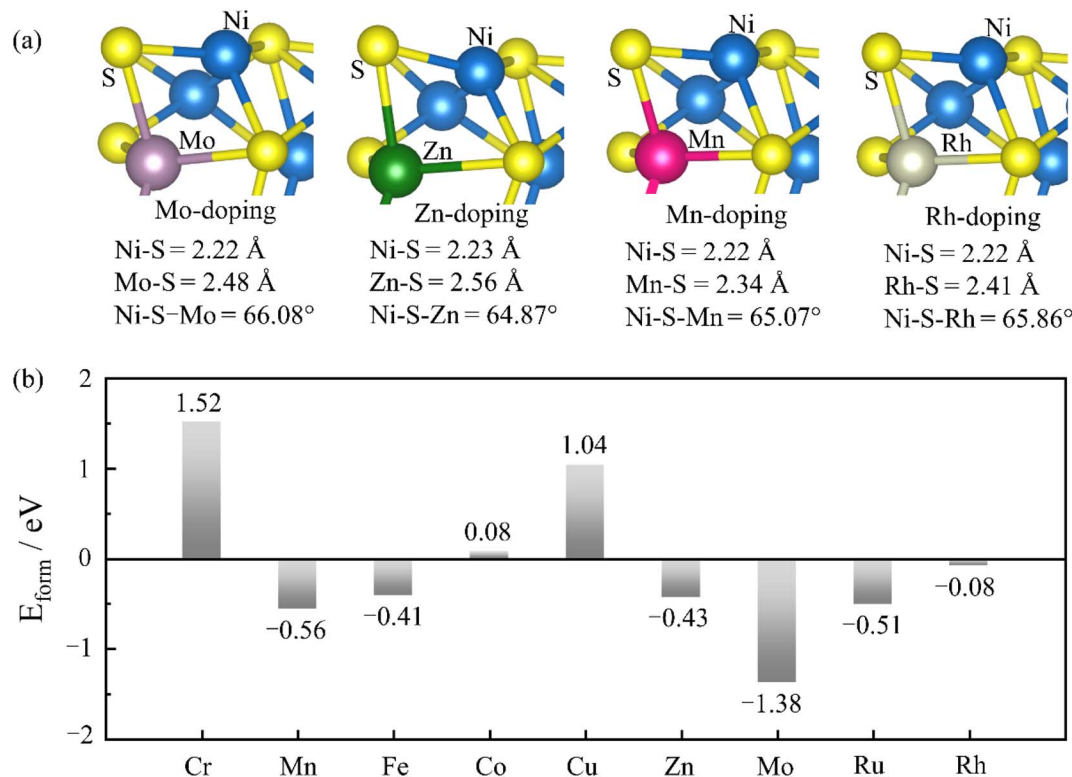 (a)
Ni
S
Mo
Mo-doping
Ni-S = 2.22 Å
Mo-S = 2.48 Å
Ni-S-Mo = 66.08°
Ni
S
Zn
Zn-doping
Ni-S = 2.23 Å
Zn-S = 2.56 Å
Ni-S-Zn = 64.87°
Ni
S
Mn
Mn-doping
Ni-S = 2.22 Å
Mn-S = 2.34 Å
Ni-S-Mn = 65.07°
Ni
S
Rh
Rh-doping
Ni-S = 2.22 Å
Rh-S = 2.41 Å
Ni-S-Rh = 65.86°
(b)
E_form / eV
2
1
0
−1
−2
1.52
−0.56
−0.41
0.08
1.04
−0.43
−1.38
−0.51
−0.08
Cr Mn Fe Co Cu Zn Mo Ru Rh